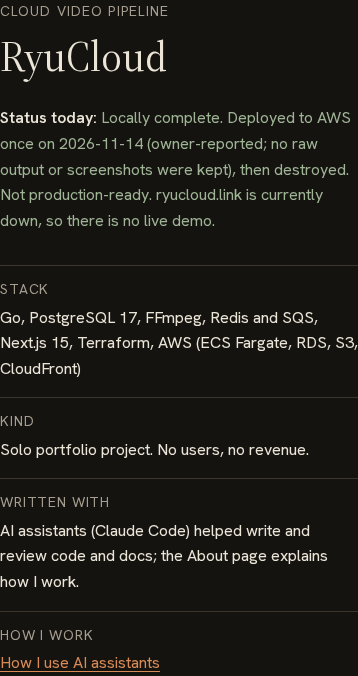 CLOUD VIDEO PIPELINE
RyuCloud
Status today: Locally complete. Deployed to AWS
once on 2026-11-14 (owner-reported; no raw
output or screenshots were kept), then destroyed.
Not production-ready. ryucloud.link is currently
down, so there is no live demo.
STACK
Go, PostgreSQL 17, FFmpeg, Redis and SQS,
Next.js 15, Terraform, AWS (ECS Fargate, RDS, S3,
CloudFront)
KIND
Solo portfolio project. No users, no revenue.
WRITTEN WITH
AI assistants (Claude Code) helped write and
review code and docs; the About page explains
how I work.
HOW I WORK
How I use AI assistants